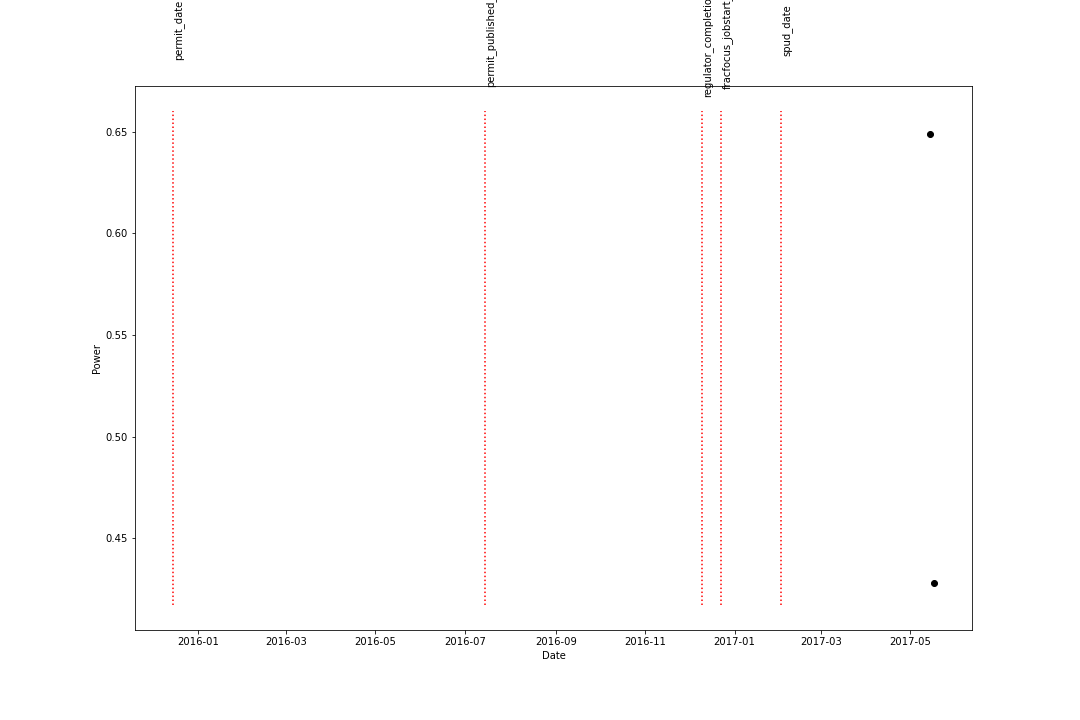 permit_date
permit_published_
regulator_completio
fracfocus_jobstart_
spud_date
0.65
0.60
0.55
0.50
0.45
Power
2016-01 2016-03 2016-05 2016-07 2016-09 2016-11 2017-01 2017-03 2017-05
Date